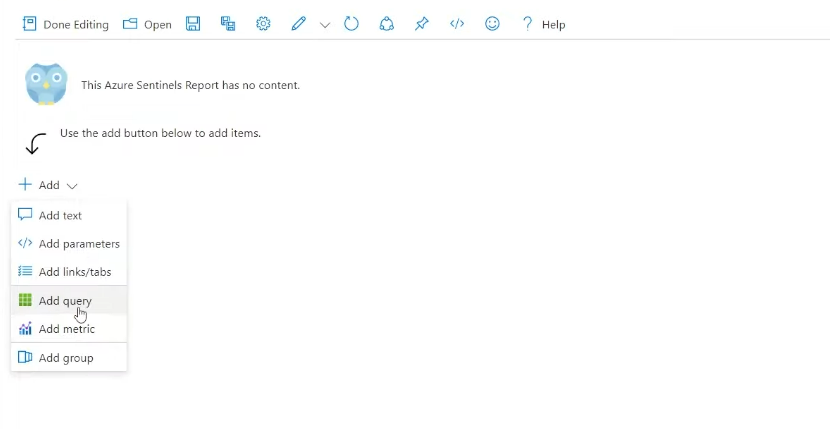 Done Editing Open Help
This Azure Sentinels Report has no content.
Use the add button below to add items.
Add
Add text
Add parameters
Add links/tabs
Add query
Add metric
Add group